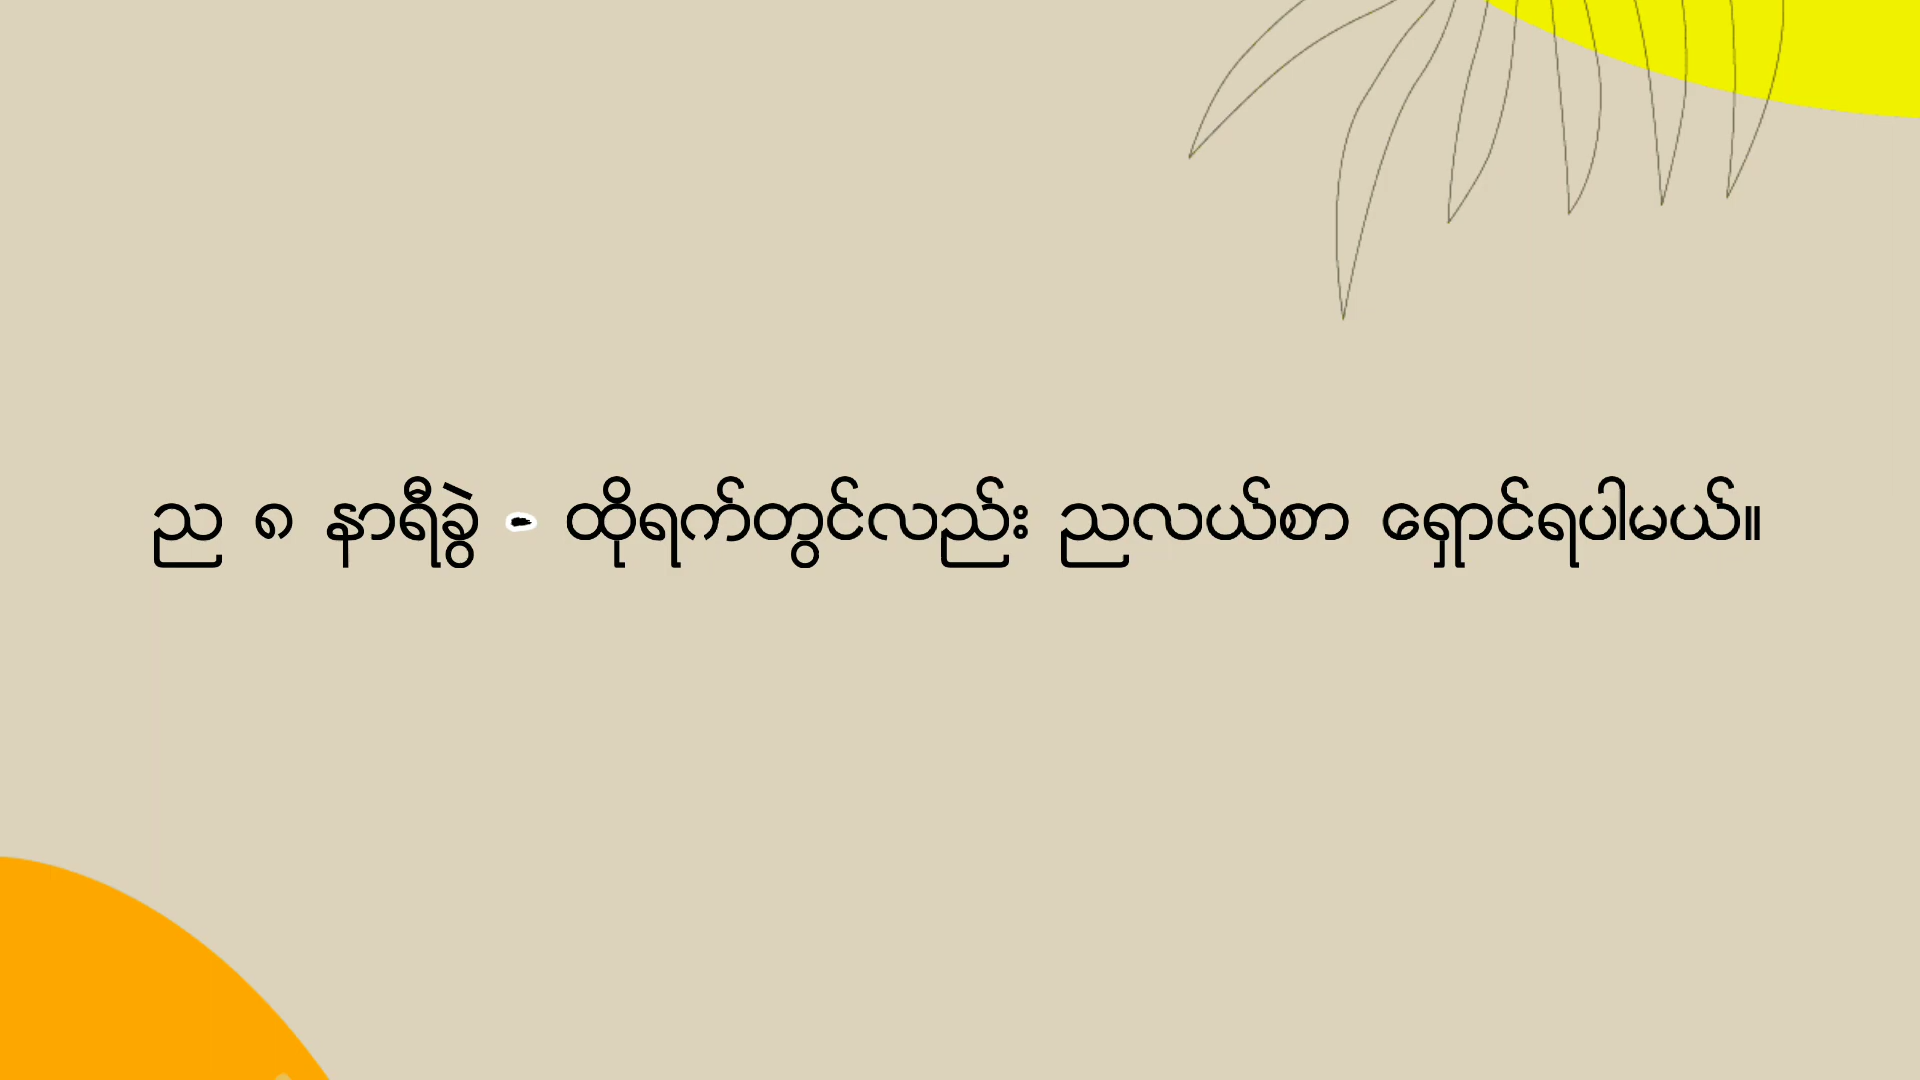 ည ၈ နာရီခွဲ - ထိုရက်တွင်လည်း ညလယ်စာ ရှောင်ရပါမယ်။